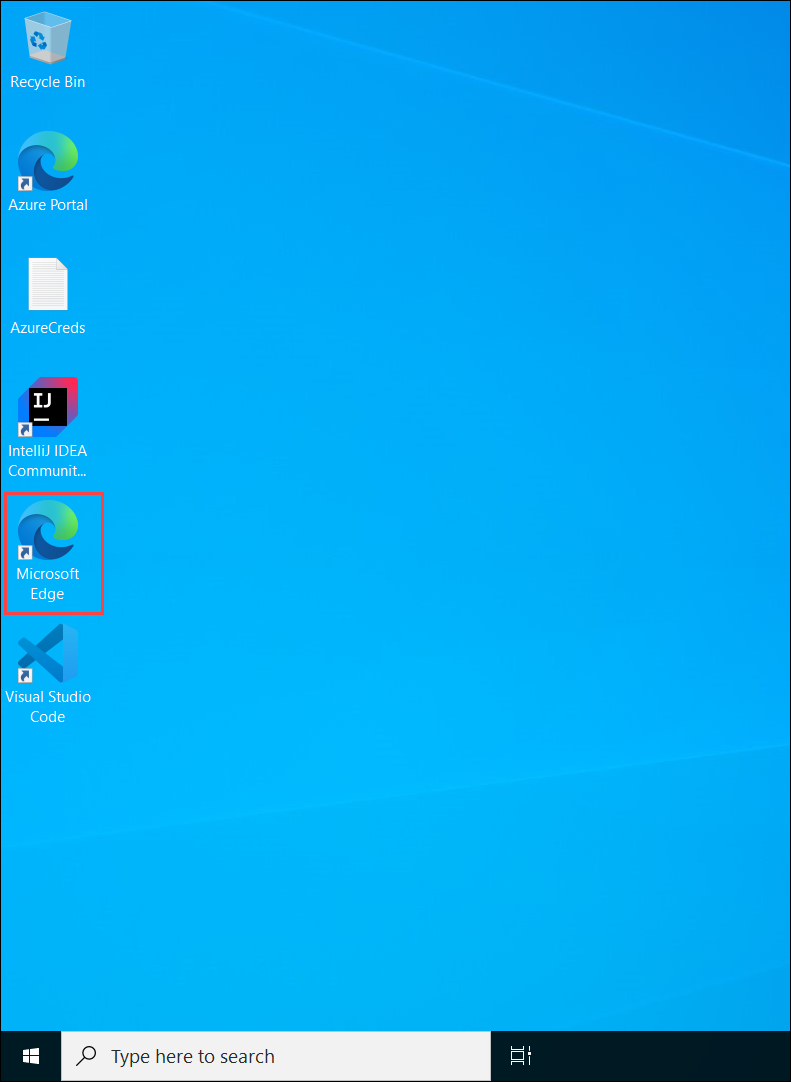 Recycle Bin
Azure Portal
AzureCreds
IJ
IntelliJ IDEA
Communit...
Microsoft
Edge
Visual Studio
Code
Type here to search